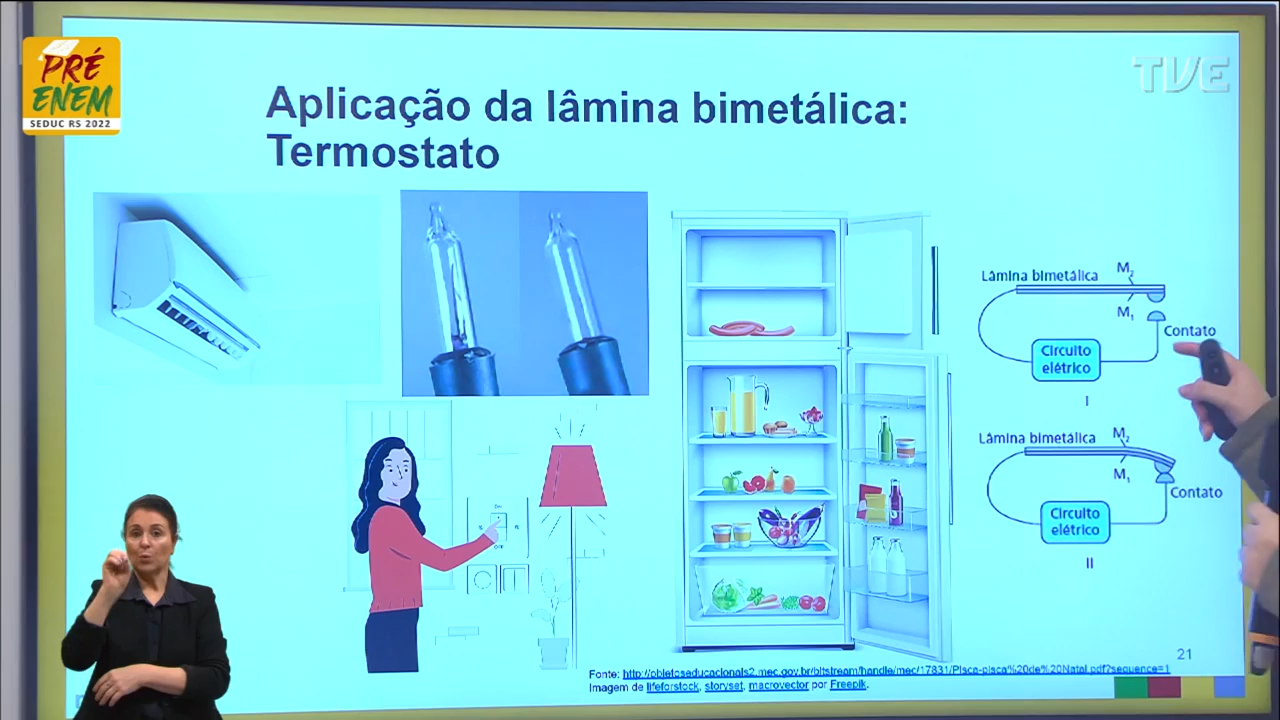 PRÉ
ENEM
SEDUC RS 2022
TVE
Aplicação da lâmina bimetálica:
Termostato
Lâmina bimetálica
M₂
M₁
Contato
Circuito
elétrico
I
Lâmina bimetálica
M₂
M₁
Contato
Circuito
elétrico
II
21
Fonte: http://objetoseducacionais2.mec.gov.br/bitstream/handle/mec/17831/Pisca-pisca%20de%20Natal.pdf?sequence=1
Imagem de lifeforstock, storyset, macrovector por Freepik.